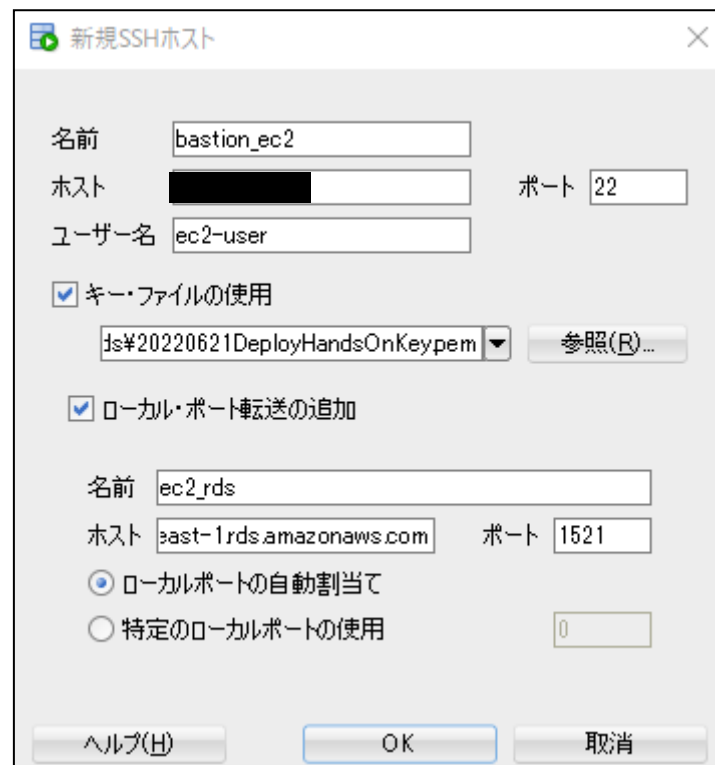 新規SSHホスト
名前 bastion_ec2
ホスト ポート 22
ユーザー名 ec2-user
キー・ファイルの使用
ds¥20220621DeployHandsOnKey.pem 参照(R)...
ローカル・ポート転送の追加
名前 ec2_rds
ホスト east-1.rds.amazonaws.com ポート 1521
ローカルポートの自動割当て
特定のローカルポートの使用 0
ヘルプ(H) OK 取消